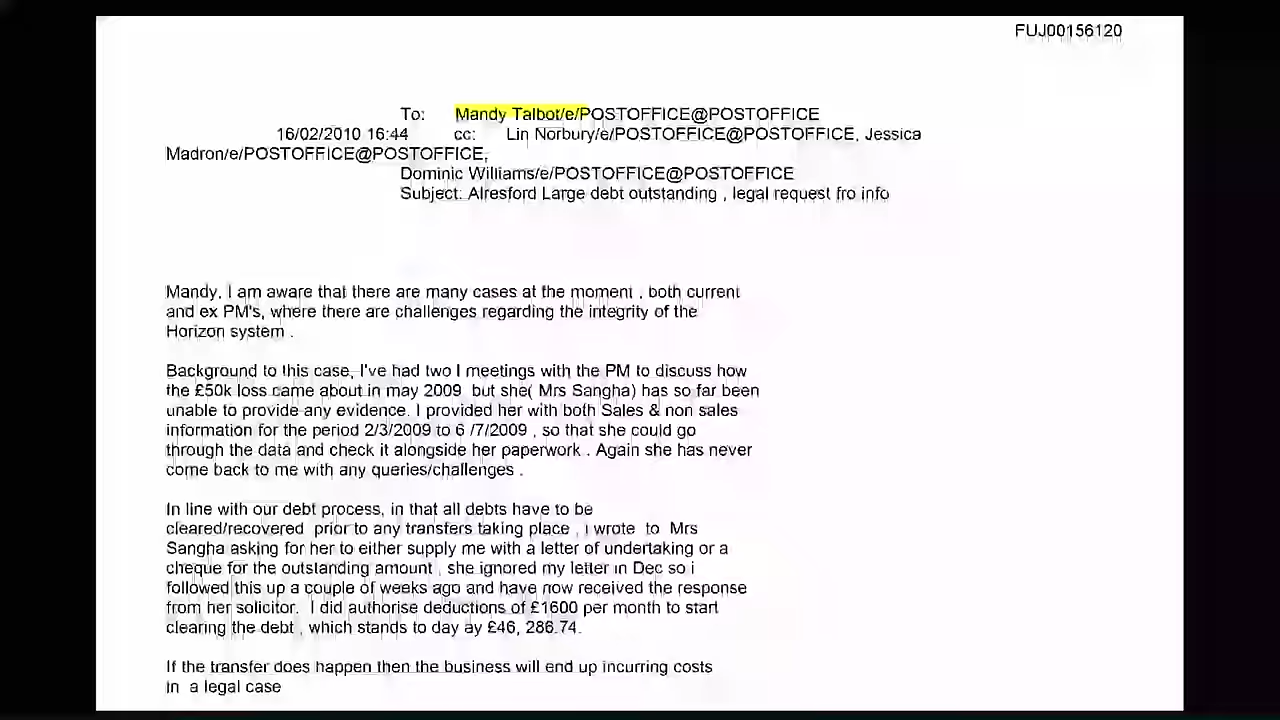 FUJ00156120
To: Mandy Talbot/e/POSTOFFICE@POSTOFFICE
16/02/2010 16:44 cc: Lin Norbury/e/POSTOFFICE@POSTOFFICE, Jessica
Madron/e/POSTOFFICE@POSTOFFICE,
Dominic Williams/e/POSTOFFICE@POSTOFFICE
Subject: Alresford Large debt outstanding , legal request fro info
Mandy, I am aware that there are many cases at the moment , both current
and ex PM's, where there are challenges regarding the integrity of the
Horizon system .
Background to this case, I've had two I meetings with the PM to discuss how
the £50k loss came about in may 2009 but she( Mrs Sangha) has so far been
unable to provide any evidence. I provided her with both Sales & non sales
information for the period 2/3/2009 to 6 /7/2009 , so that she could go
through the data and check it alongside her paperwork . Again she has never
come back to me with any queries/challenges .
In line with our debt process, in that all debts have to be
cleared/recovered prior to any transfers taking place , i wrote to Mrs
Sangha asking for her to either supply me with a letter of undertaking or a
cheque for the outstanding amount , she ignored my letter in Dec so i
followed this up a couple of weeks ago and have now received the response
from her solicitor. I did authorise deductions of £1600 per month to start
clearing the debt , which stands to day ay £46, 286.74.
If the transfer does happen then the business will end up incurring costs
in a legal case